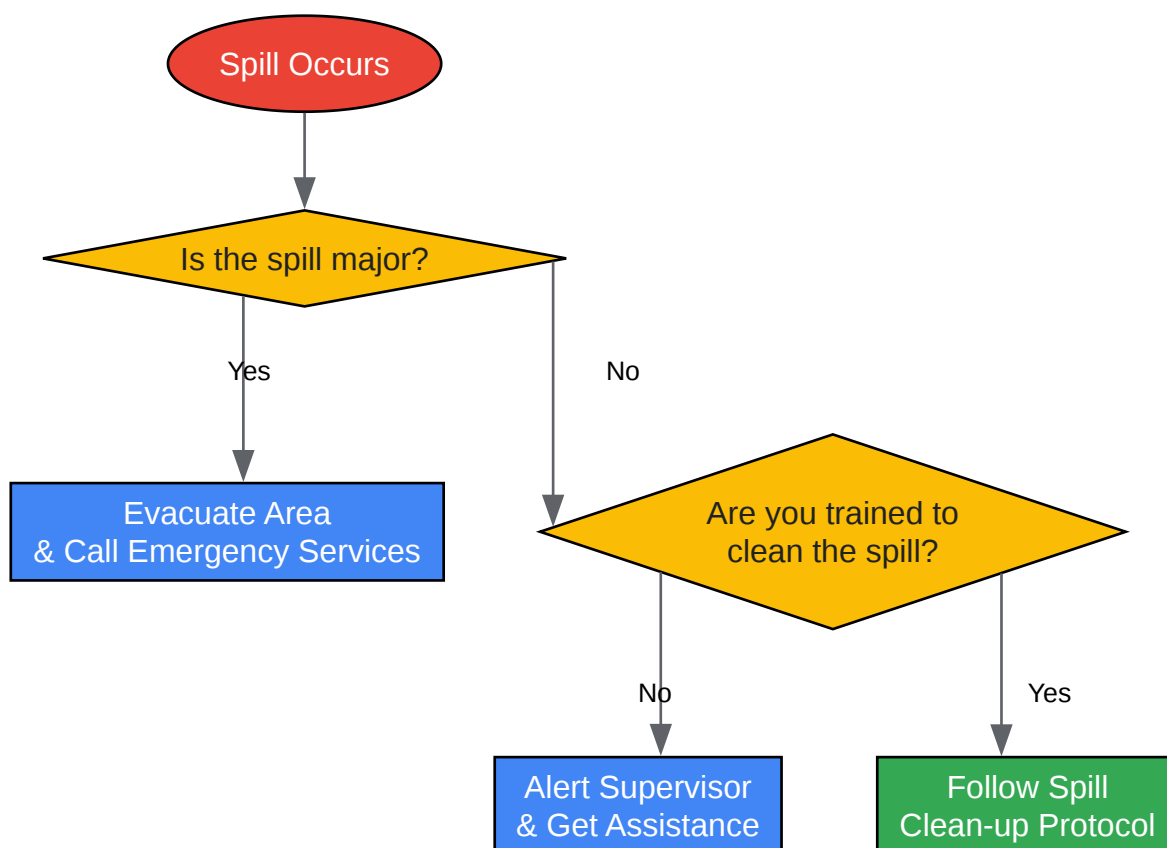 Spill Occurs
Is the spill major?
Yes
No
Evacuate Area
& Call Emergency Services
Are you trained to
clean the spill?
No
Yes
Alert Supervisor
& Get Assistance
Follow Spill
Clean-up Protocol